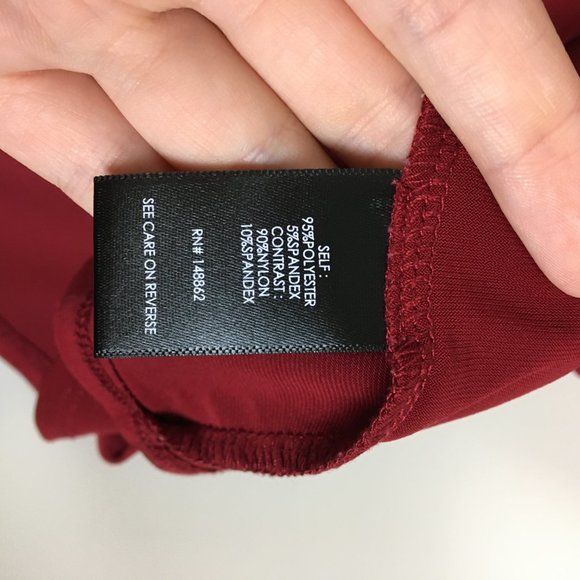 SELF :
95%POLYESTER
5%SPANDEX
CONTRAST :
90%NYLON
10%SPANDEX
RN# 148862
SEE CARE ON REVERSE